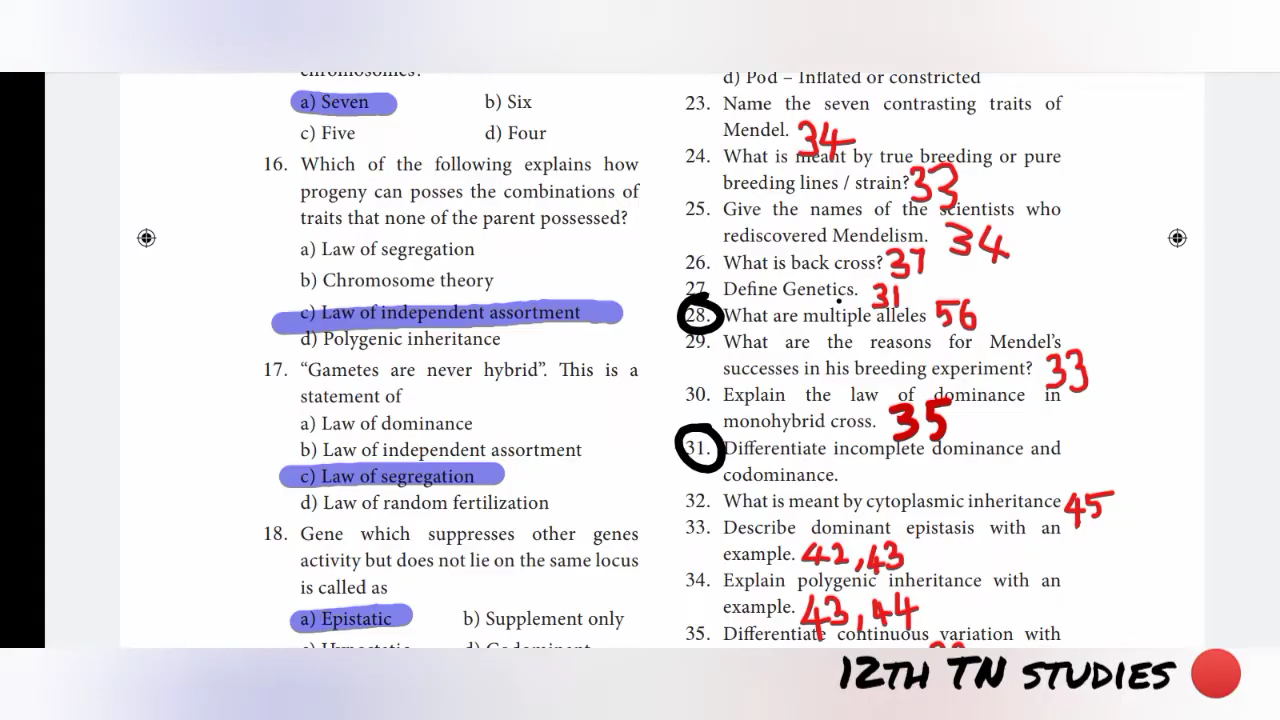 chromosomes?
a) Seven b) Six
c) Five d) Four
16. Which of the following explains how
progeny can posses the combinations of
traits that none of the parent possessed?
a) Law of segregation
b) Chromosome theory
c) Law of independent assortment
d) Polygenic inheritance
17. “Gametes are never hybrid”. This is a
statement of
a) Law of dominance
b) Law of independent assortment
c) Law of segregation
d) Law of random fertilization
18. Gene which suppresses other genes
activity but does not lie on the same locus
is called as
a) Epistatic b) Supplement only
c) Hypostatic d) Codominant
d) Pod – Inflated or constricted
23. Name the seven contrasting traits of
Mendel. 34
24. What is meant by true breeding or pure
breeding lines / strain? 33
25. Give the names of the scientists who
rediscovered Mendelism. 34
26. What is back cross? 37
27. Define Genetics. 31
28. What are multiple alleles 56
29. What are the reasons for Mendel’s
successes in his breeding experiment? 33
30. Explain the law of dominance in
monohybrid cross. 35
31. Differentiate incomplete dominance and
codominance.
32. What is meant by cytoplasmic inheritance 45
33. Describe dominant epistasis with an
example. 42,43
34. Explain polygenic inheritance with an
example. 43,44
35. Differentiate continuous variation with
12TH TN STUDIES